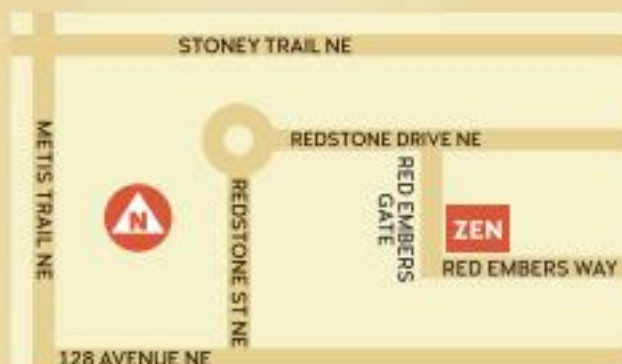 STONEY TRAIL NE
METIS TRAIL NE
REDSTONE DRIVE NE
RED EMBERS
GATE
N
REDSTONE ST NE
ZEN
RED EMBERS WAY
128 AVENUE NE